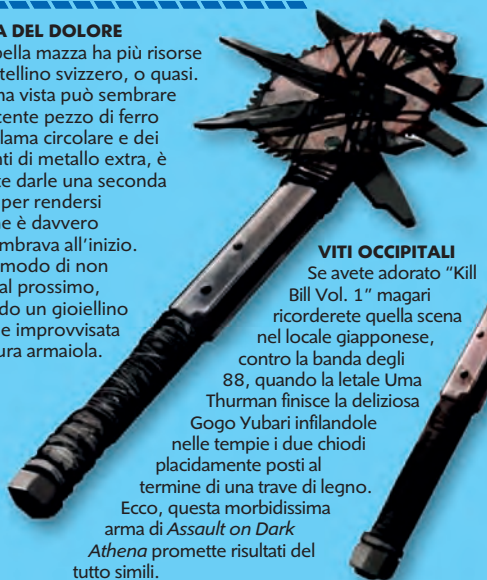 A DEL DOLORE
bella mazza ha più risorse
tellino svizzero, o quasi.
ma vista può sembrare
cente pezzo di ferro
lama circolare e dei
nti di metallo extra, è
te darle una seconda
per rendersi
he è davvero
mbrava all'inizio.
modo di non
al prossimo,
do un gioiellino
e improvvisata
ura armaiola.
VITI OCCIPITALI
Se avete adorato "Kill
Bill Vol. 1" magari
ricorderete quella scena
nel locale giapponese,
contro la banda degli
88, quando la letale Uma
Thurman finisce la deliziosa
Gogo Yubari infilandole
nelle tempie i due chiodi
placidamente posti al
termine di una trave di legno.
Ecco, questa morbidissima
arma di Assault on Dark
Athena promette risultati del
tutto simili.